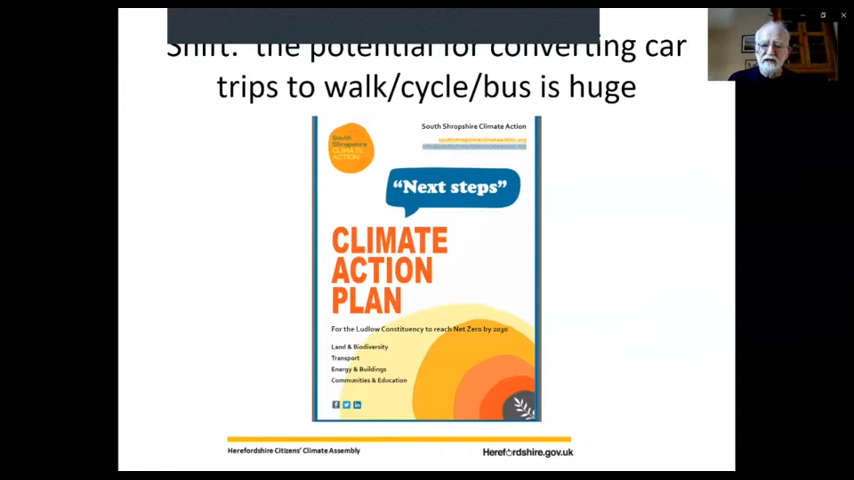 Shift: the potential for converting car
trips to walk/cycle/bus is huge
South Shropshire Climate Action
South
Shropshire
CLIMATE
ACTION
"Next steps"
CLIMATE
ACTION
PLAN
For the Ludlow Constituency to reach Net Zero by 2030
Land & Biodiversity
Transport
Energy & Buildings
Communities & Education
Herefordshire Citizens' Climate Assembly
Herefordshire.gov.uk